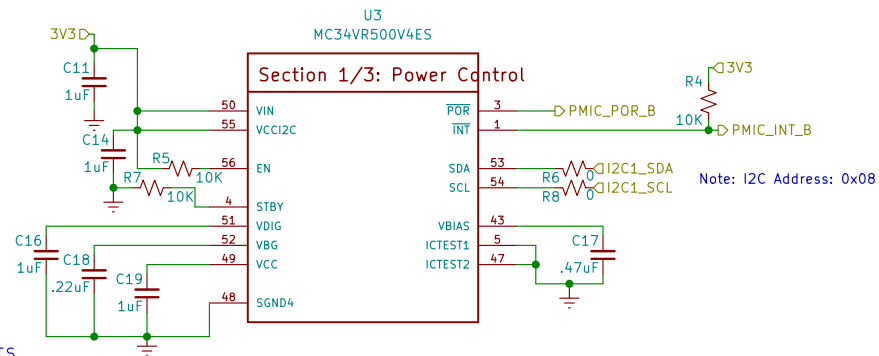 U3
MC34VR500V4ES
3V3
Section 1/3: Power Control
3V3
C11
1uF
R4
10K
50 VIN
POR 3
PMIC_POR_B
55 VCCI2C
INT 1
PMIC_INT_B
C14
1uF
R5
10K
56 EN
SDA 53
R6
0
I2C1_SDA
R7
10K
SCL 54
R8
0
I2C1_SCL
Note: I2C Address: 0x08
4 STBY
51 VDIG
VBIAS 43
52 VBG
ICTEST1 5
49 VCC
ICTEST2 47
C16
1uF
C18
.22uF
C19
1uF
C17
.47uF
48 SGND4
TS